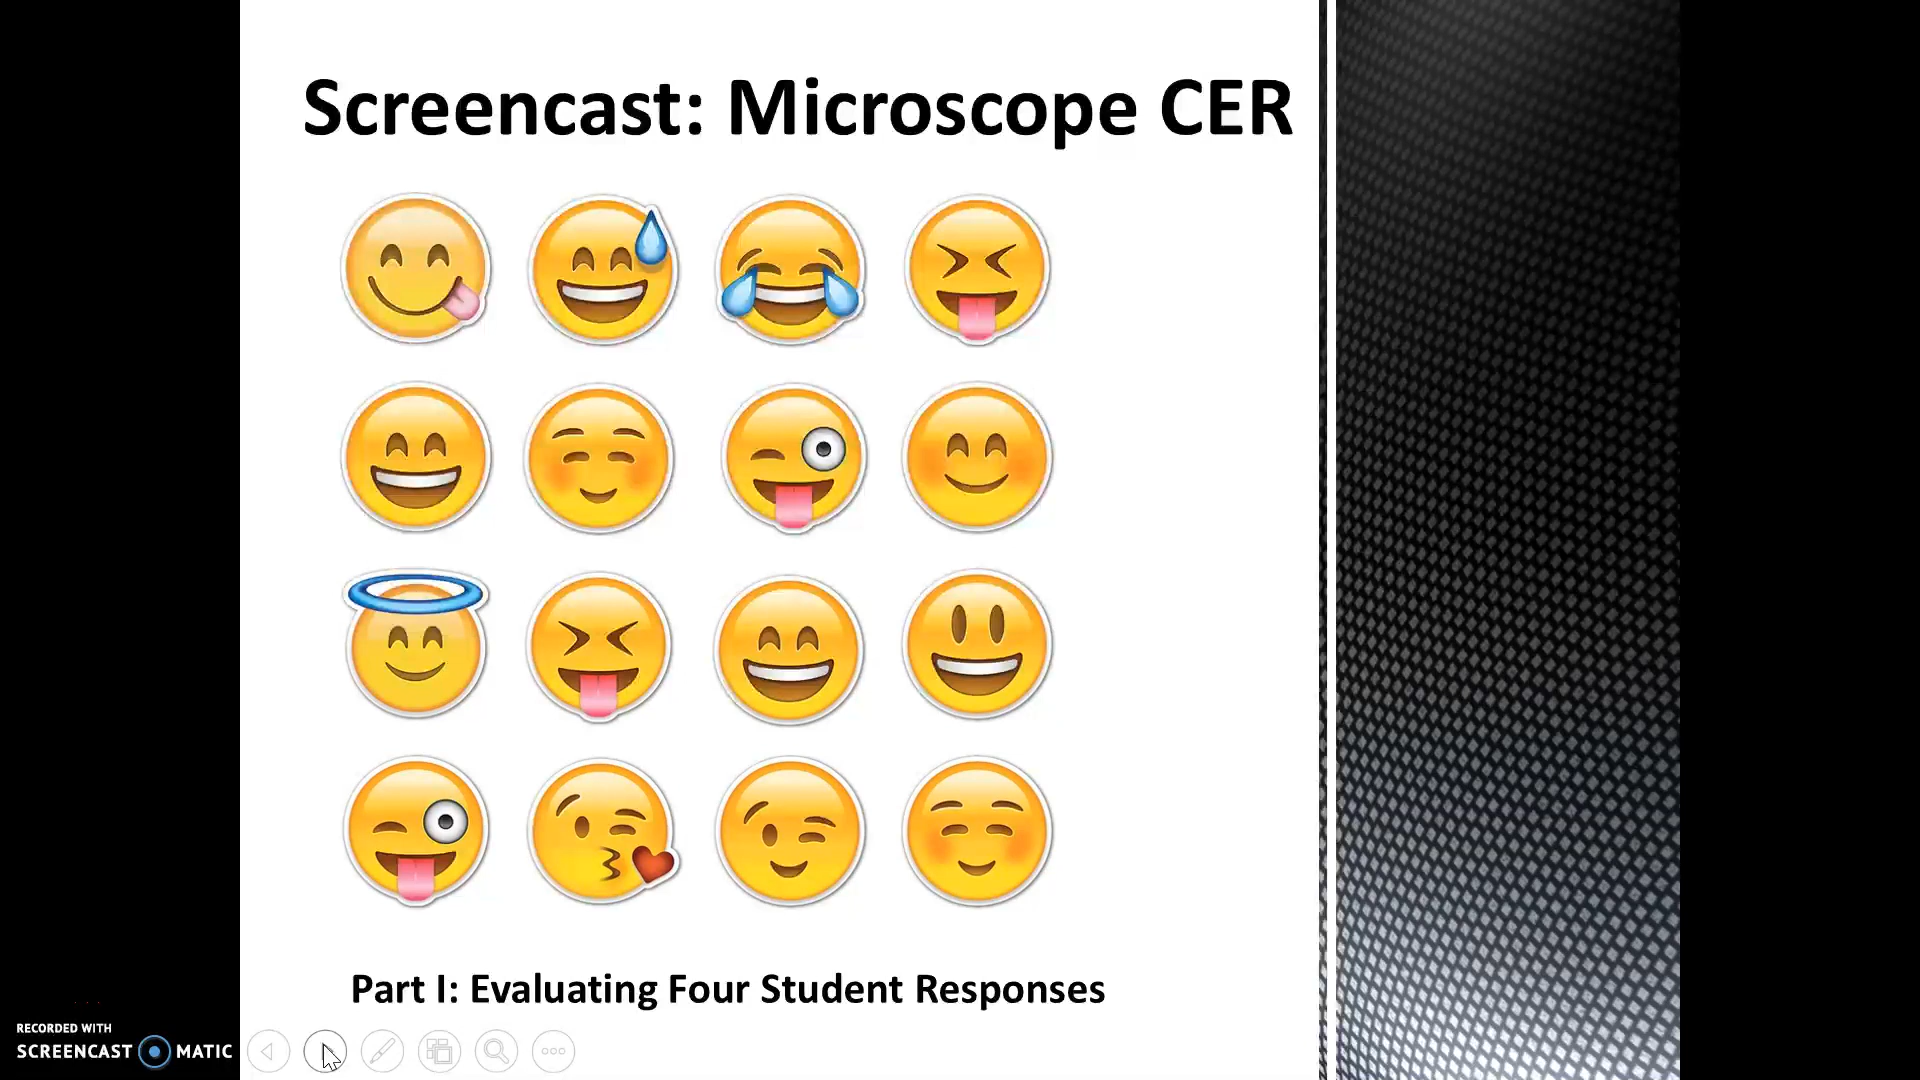 Screencast: Microscope CER
Part I: Evaluating Four Student Responses
RECORDED WITH
SCREENCAST MATIC